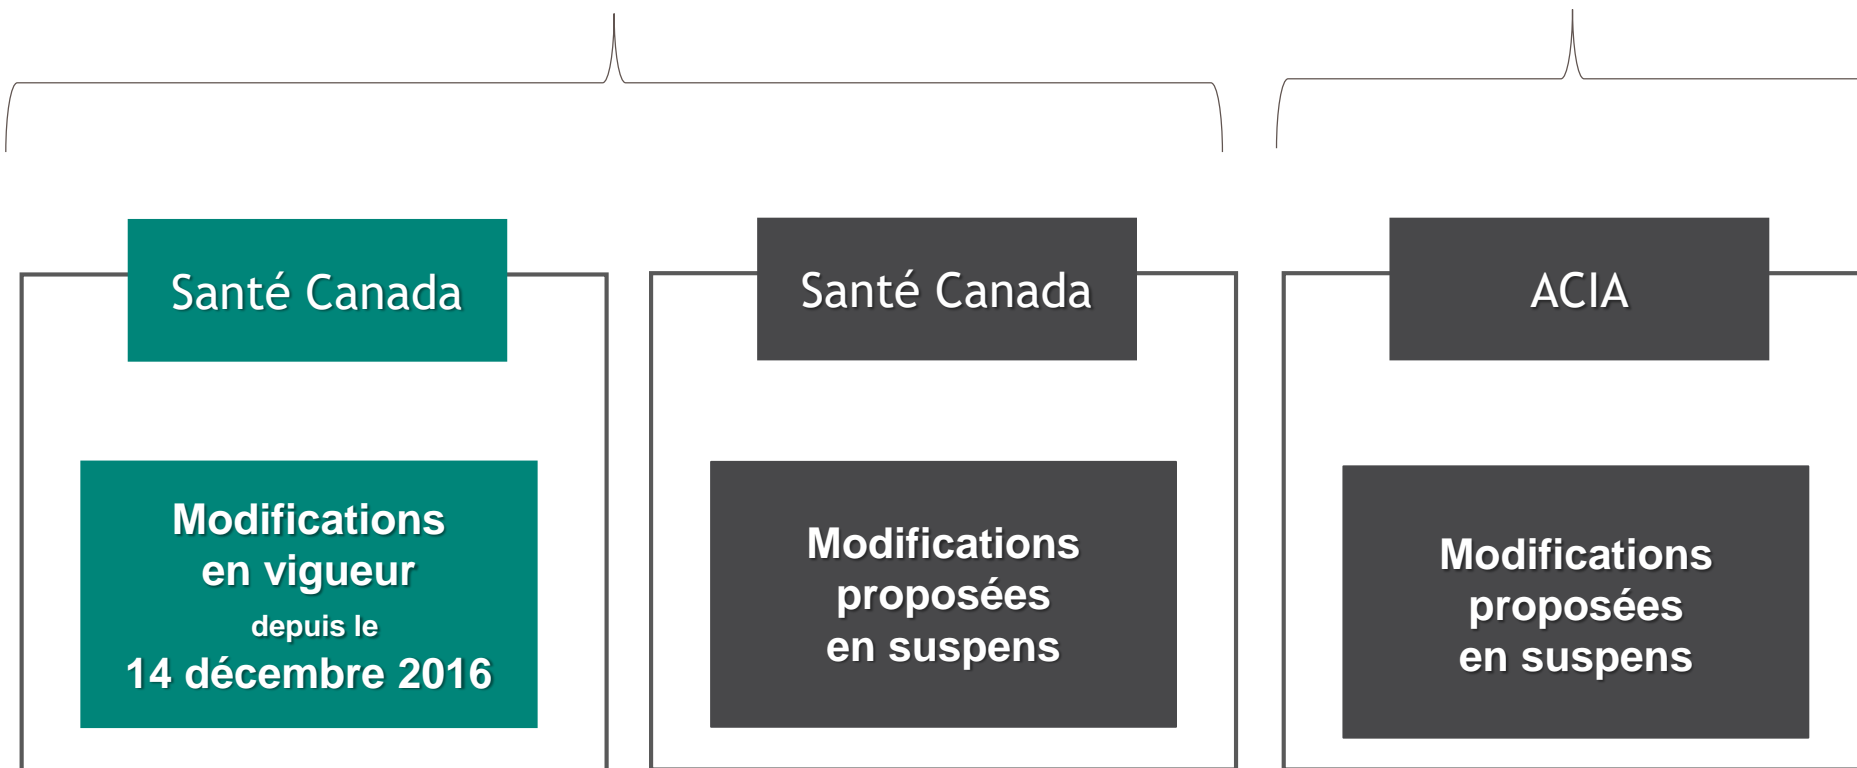 Santé Canada
Modifications
en vigueur
depuis le
14 décembre 2016
Santé Canada
Modifications
proposées
en suspens
ACIA
Modifications
proposées
en suspens